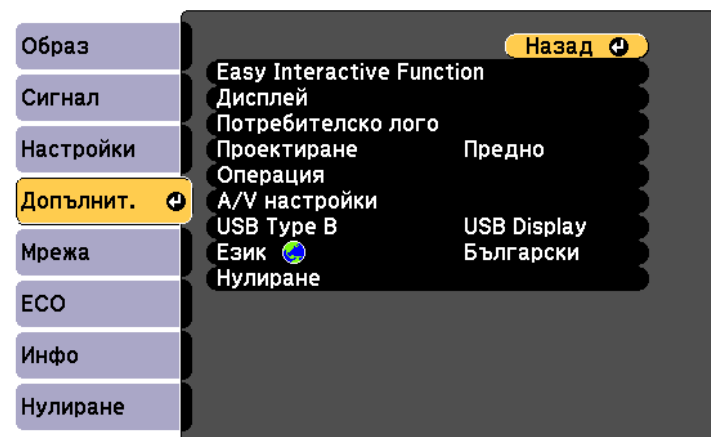 Образ
Сигнал
Настройки
Допълнит.
Мрежа
ECO
Инфо
Нулиране
Назад
Easy Interactive Function
Дисплей
Потребителско лого
Проектиране Предно
Операция
A/V настройки
USB Type B USB Display
Език Български
Нулиране